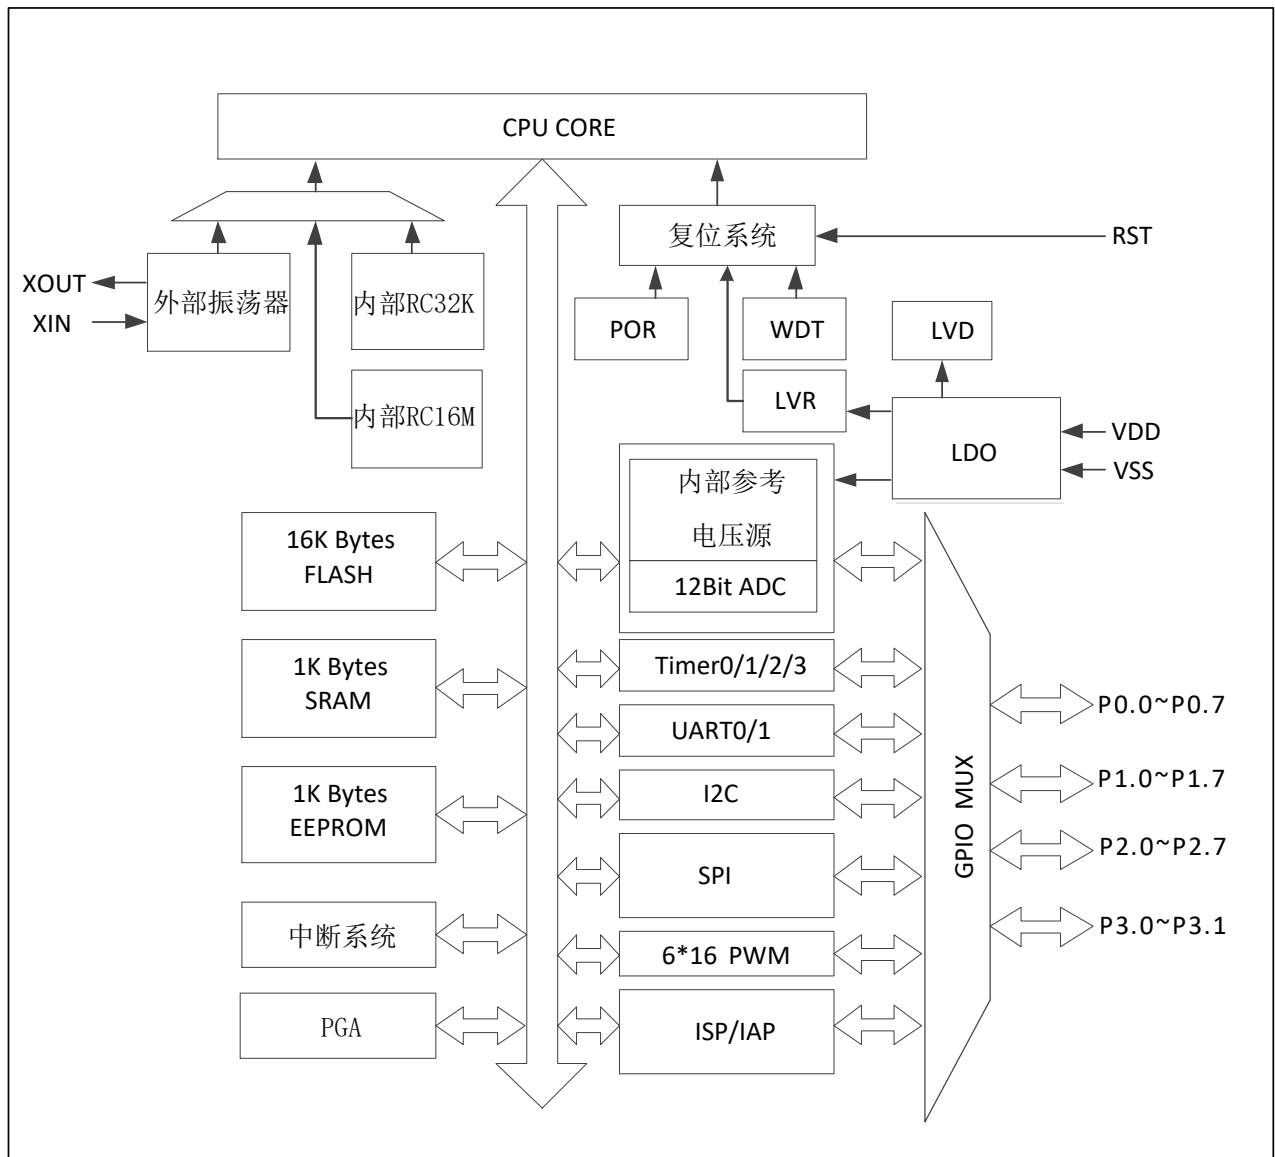 CPU CORE
复位系统
RST
XOUT
XIN
外部振荡器
内部RC32K
POR
WDT
LVD
内部RC16M
LVR
LDO
VDD
VSS
内部参考
电压源
12Bit ADC
16K Bytes
FLASH
1K Bytes
SRAM
Timer0/1/2/3
UART0/1
P0.0~P0.7
1K Bytes
EEPROM
I2C
GPIO MUX
P1.0~P1.7
P2.0~P2.7
SPI
P3.0~P3.1
中断系统
6*16 PWM
PGA
ISP/IAP